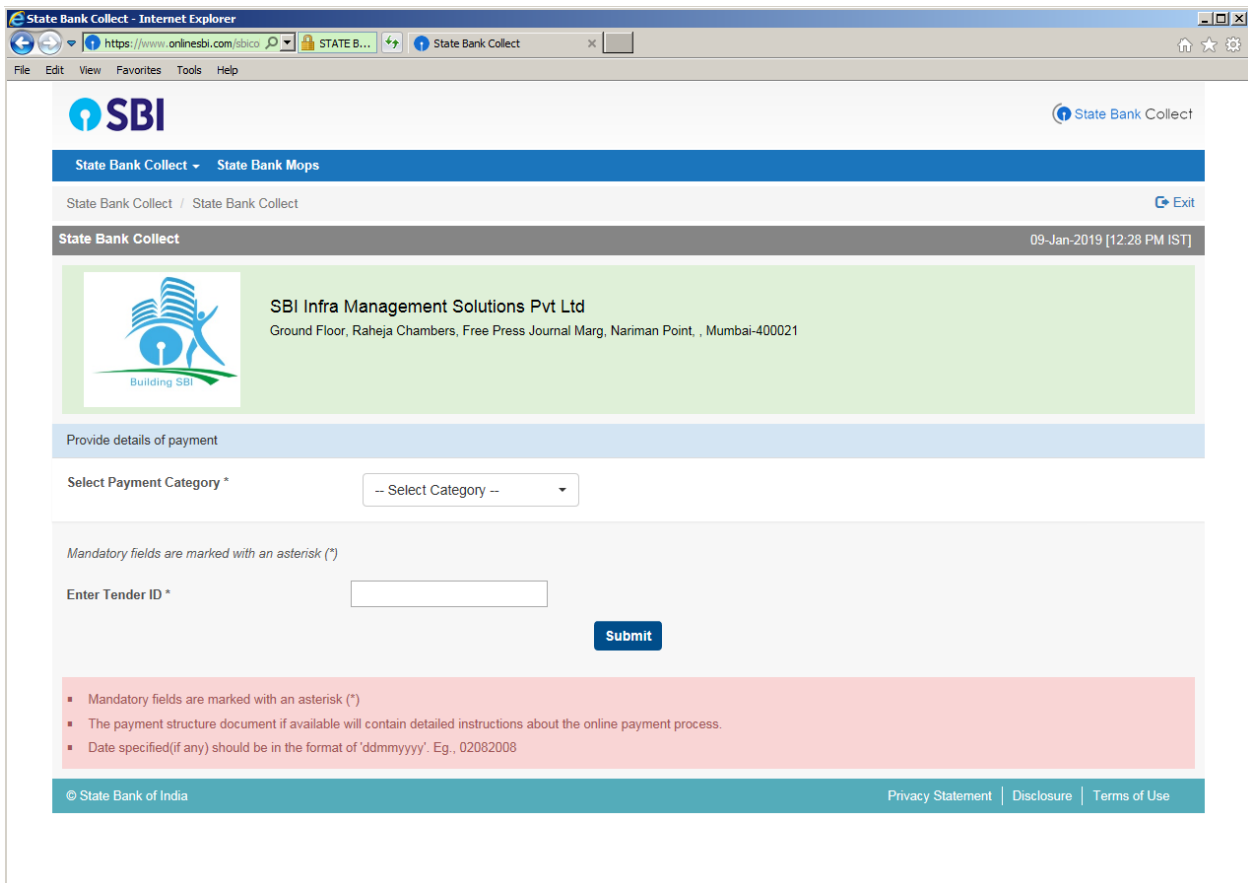 State Bank Collect - Internet Explorer
https://www.onlinesbi.com/sbico STATE B... State Bank Collect
File Edit View Favorites Tools Help
SBI
State Bank Collect
State Bank Collect State Bank Mops
State Bank Collect / State Bank Collect Exit
State Bank Collect 09-Jan-2019 [12:28 PM IST]
Building SBI
SBI Infra Management Solutions Pvt Ltd
Ground Floor, Raheja Chambers, Free Press Journal Marg, Nariman Point, , Mumbai-400021
Provide details of payment
Select Payment Category * -- Select Category --
Mandatory fields are marked with an asterisk (*)
Enter Tender ID *
Submit
Mandatory fields are marked with an asterisk (*)
The payment structure document if available will contain detailed instructions about the online payment process.
Date specified(if any) should be in the format of 'ddmmyyyy'. Eg., 02082008
© State Bank of India Privacy Statement | Disclosure | Terms of Use